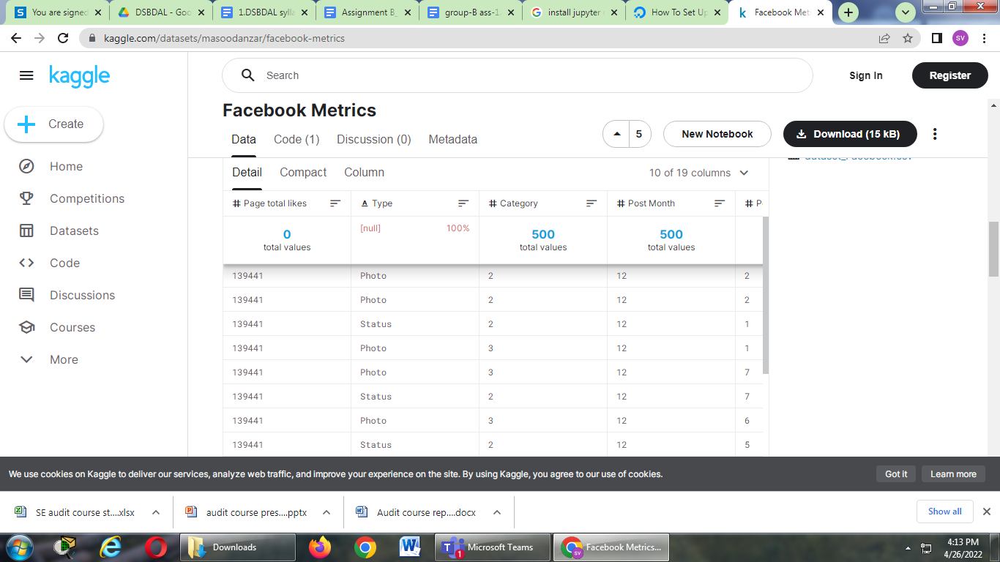 You are signed
DSBDAL - Goo
1.DSBDAL sylla
Assignment B_
group-B ass-1
install jupyter
How To Set Up
Facebook Met
kaggle.com/datasets/masoodanzar/facebook-metrics
SV
kaggle
Search
Sign In
Register
Create
Facebook Metrics
Data Code (1) Discussion (0) Metadata
5
New Notebook
Download (15 kB)
dataset_Facebook.csv
Home
Competitions
Datasets
Code
Discussions
Courses
More
Detail Compact Column
10 of 19 columns
# Page total likes A Type # Category # Post Month # P
0 [null] 100% 500 500
total values total values total values
139441 Photo 2 12 2
139441 Photo 2 12 2
139441 Status 2 12 1
139441 Photo 3 12 1
139441 Photo 3 12 7
139441 Status 2 12 7
139441 Photo 3 12 6
139441 Status 2 12 5
We use cookies on Kaggle to deliver our services, analyze web traffic, and improve your experience on the site. By using Kaggle, you agree to our use of cookies.
Got it
Learn more
SE audit course st....xlsx
audit course pres....pptx
Audit course rep....docx
Show all
Downloads
Microsoft Teams
1
Facebook Metrics...
SV
4:13 PM
4/26/2022